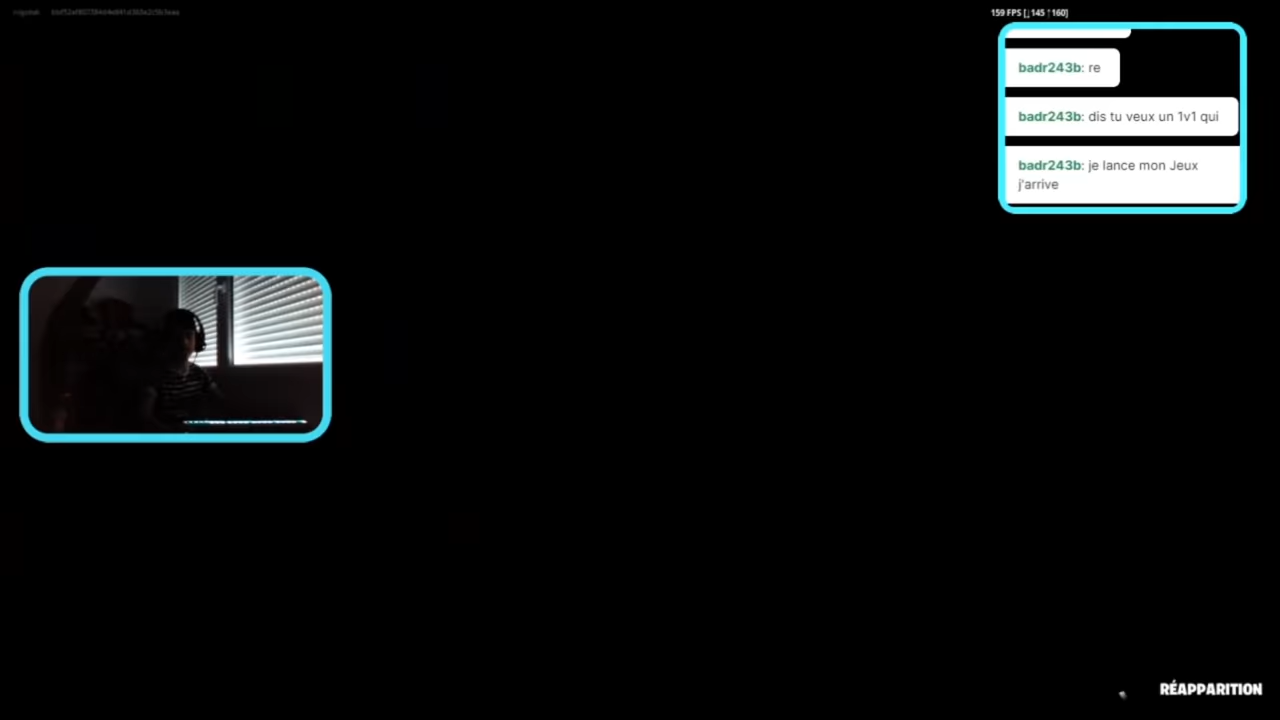 159 FPS [↓145 ↑160]
badr243b: re
badr243b: dis tu veux un 1v1 qui
badr243b: je lance mon Jeux
j'arrive
RÉAPPARITION